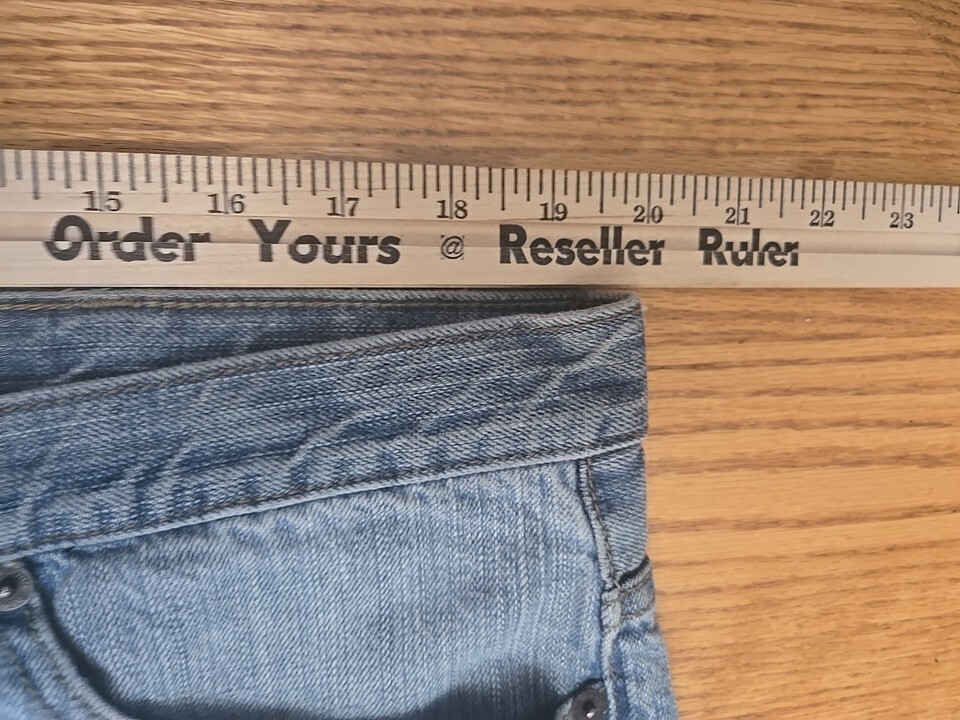 15 16 17 18 19 20 21 22 23
Order Yours @ Reseller Ruler